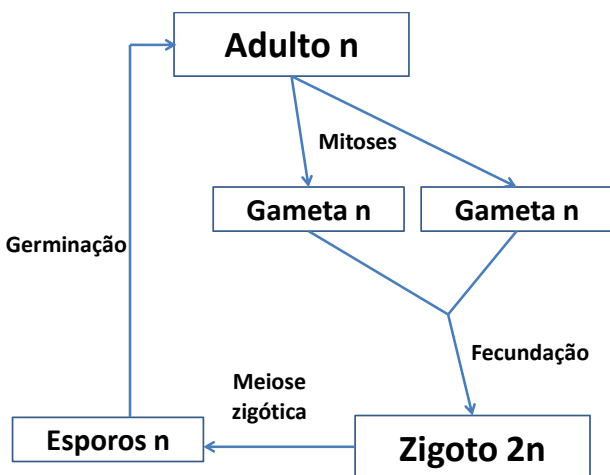 Adulto n
Mitoses
Gameta n
Gameta n
Germinação
Fecundação
Meiose
zigótica
Esporos n
Zigoto 2n